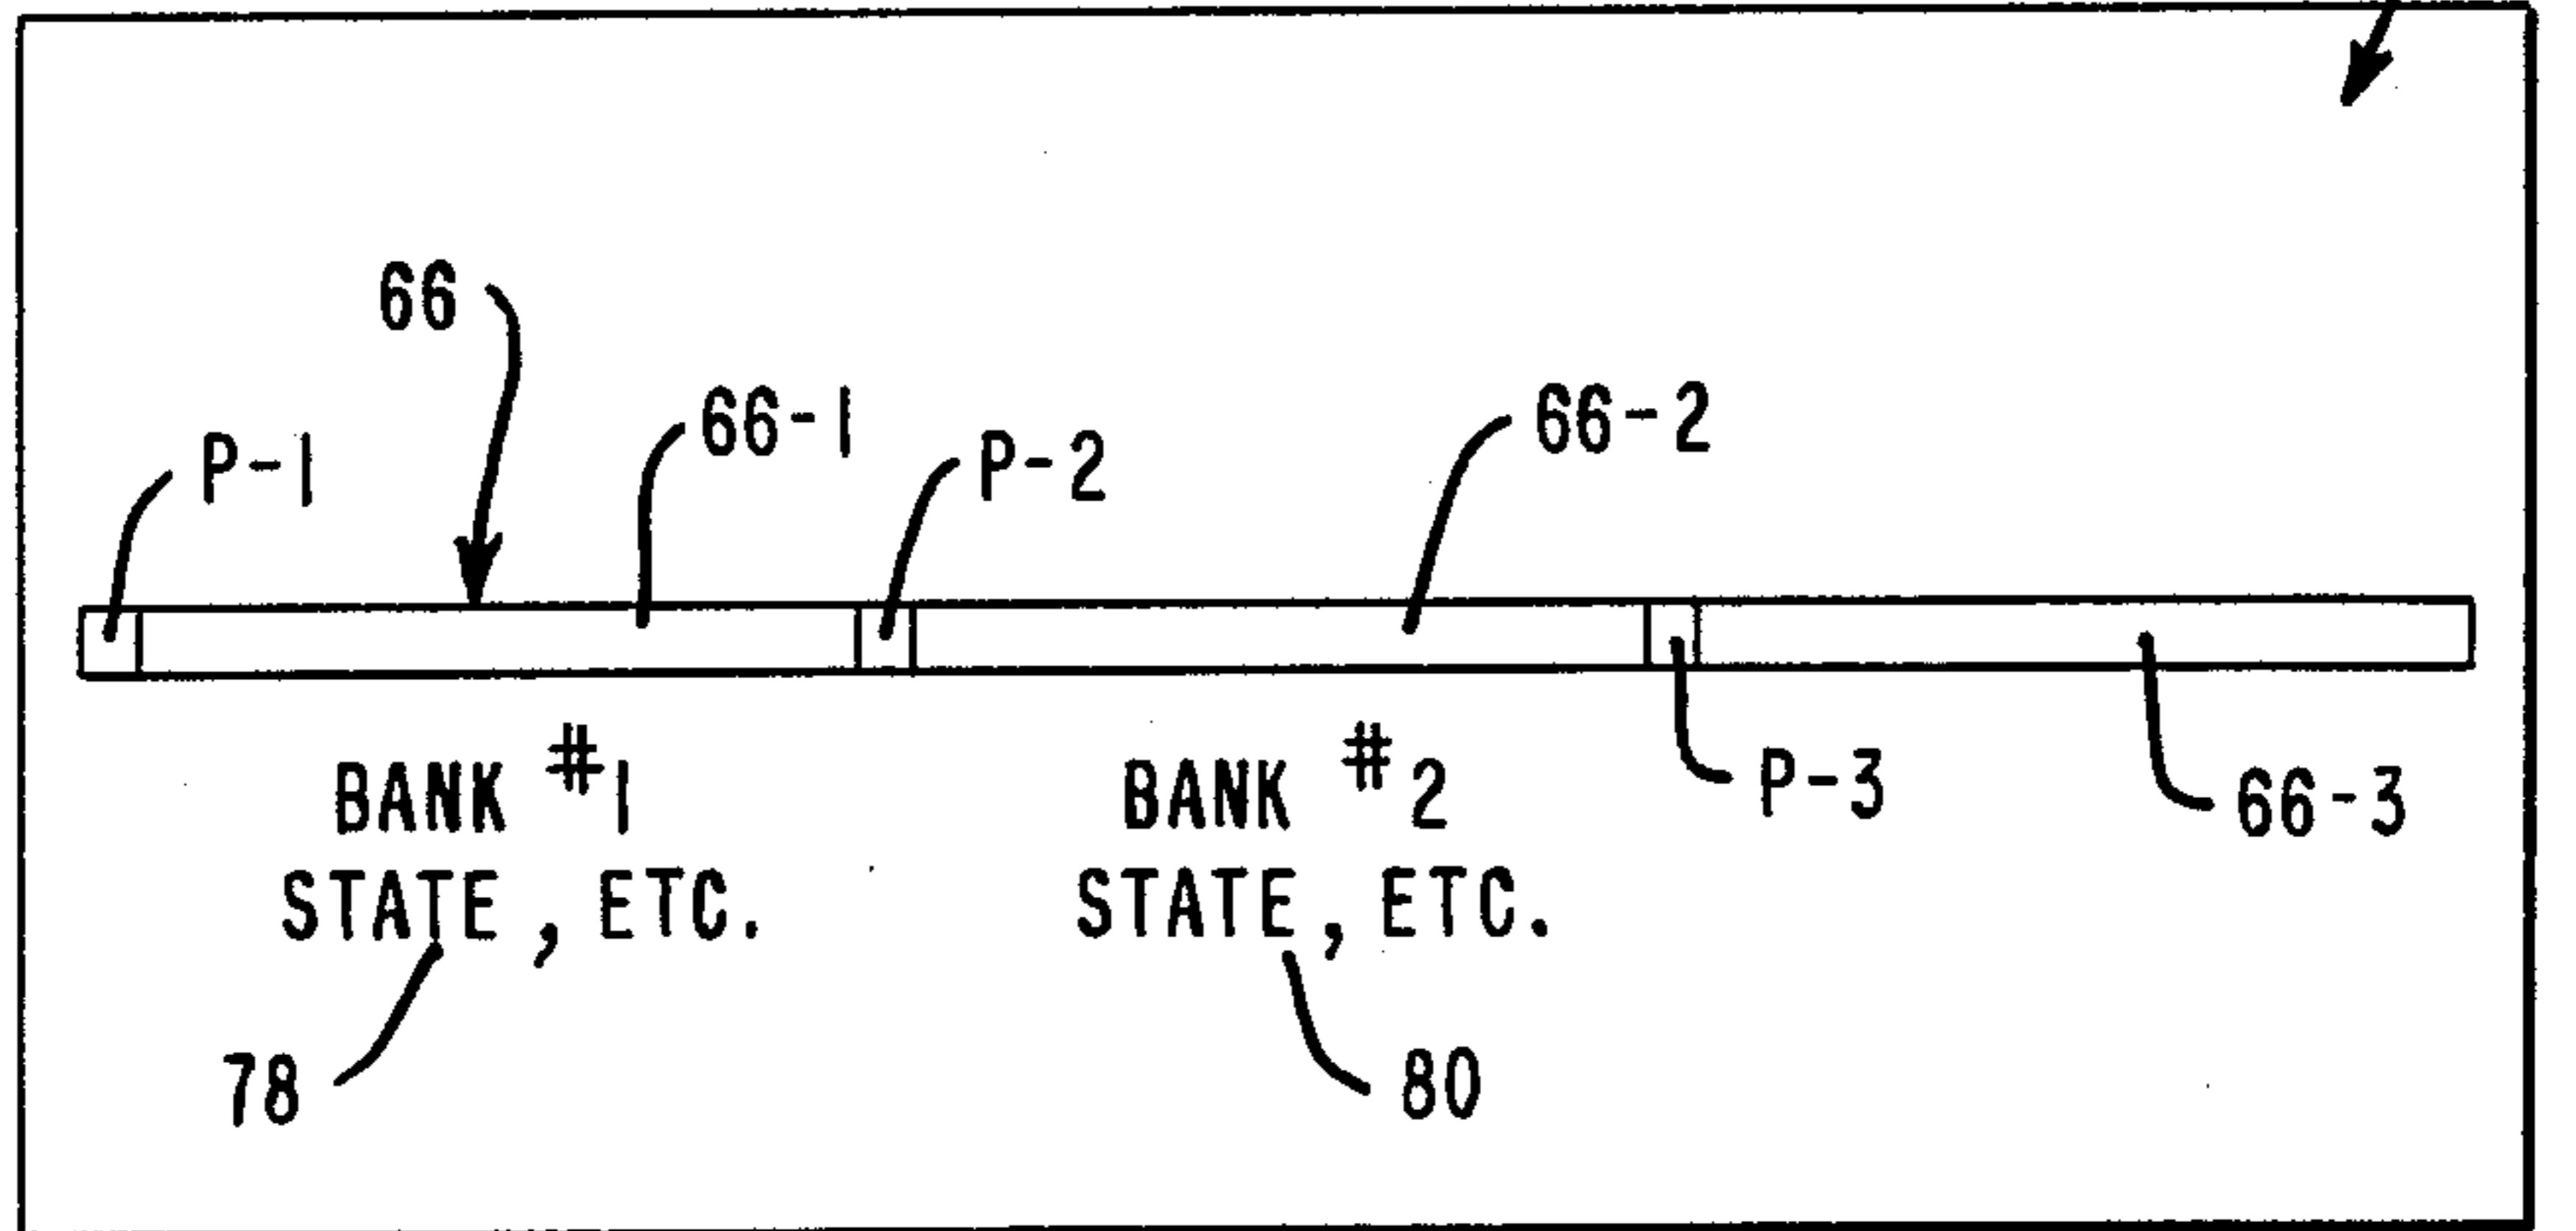 66
66-1
66-2
P-1
P-2
BANK #1
BANK #2
P-3
66-3
STATE, ETC.
STATE, ETC.
78
80